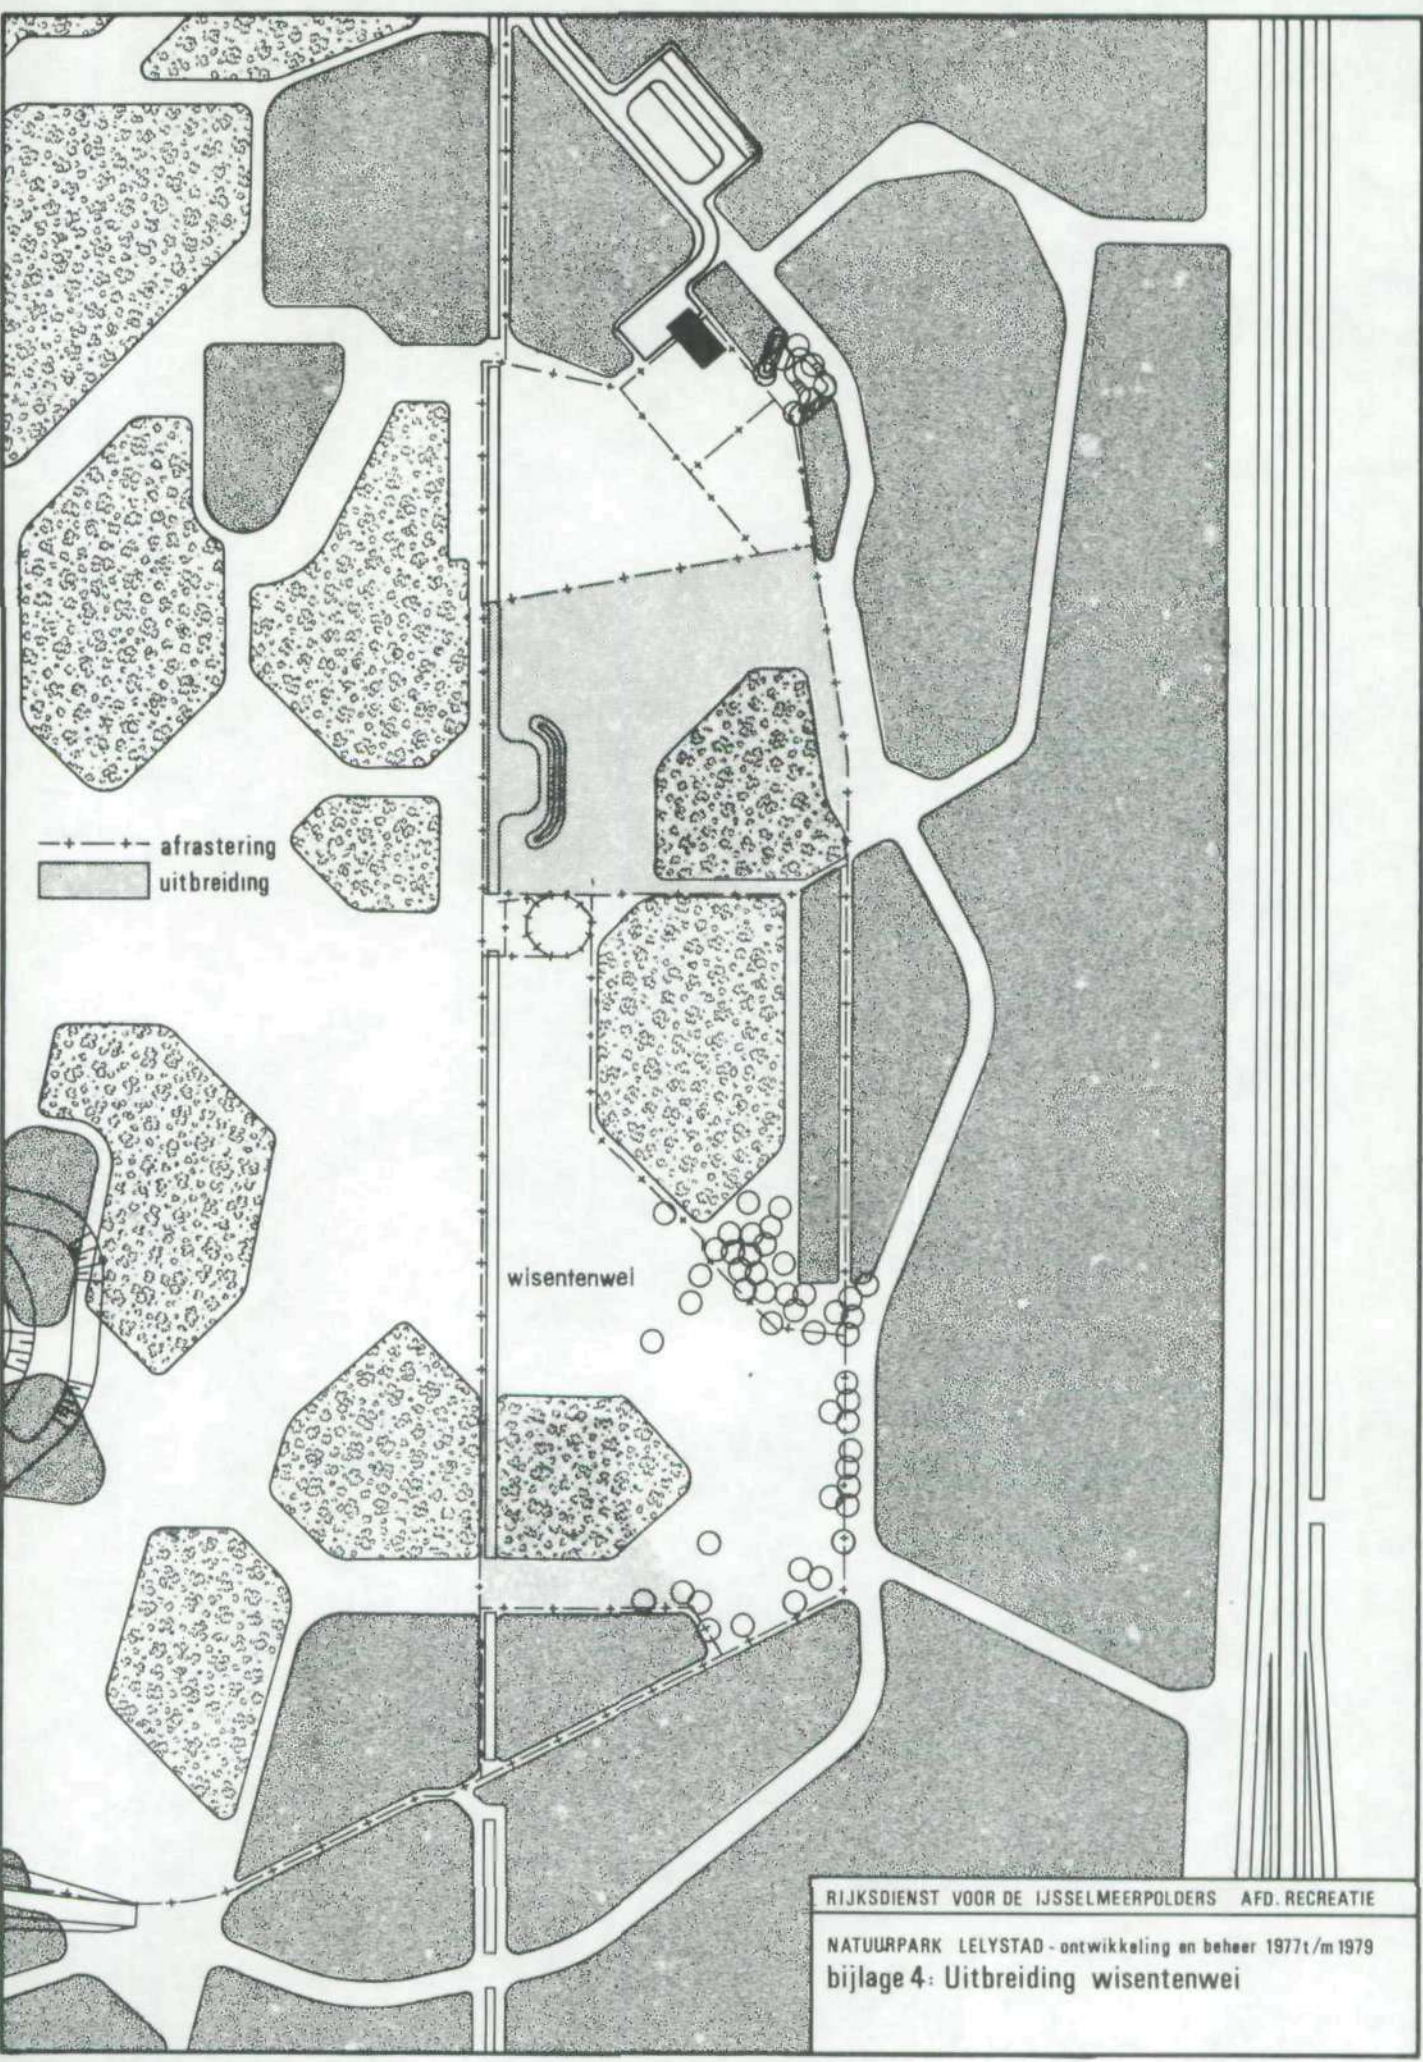 afrastering
uitbreiding
wisentenwei
RIJKSDIENST VOOR DE IJSSELMEERPOLDERS AFD. RECREATIE
NATUURPARK LELYSTAD - ontwikkeling en beheer 1977t/m1979
bijlage 4: Uitbreiding wisentenwei